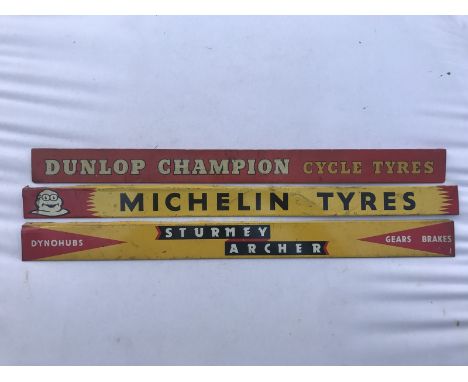 DUNLOP CHAMPION CYCLE TYRES
MICHELIN TYRES
DYNOHUBS STURMEY ARCHER GEARS BRAKES